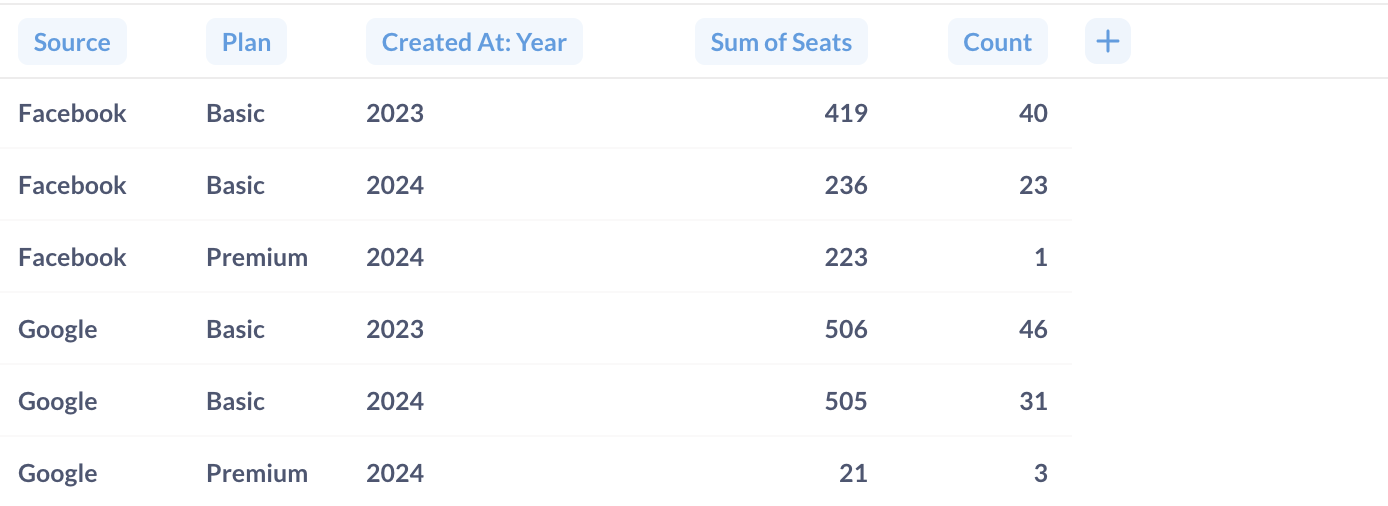 Source Plan Created At: Year Sum of Seats Count +
Facebook Basic 2023 419 40
Facebook Basic 2024 236 23
Facebook Premium 2024 223 1
Google Basic 2023 506 46
Google Basic 2024 505 31
Google Premium 2024 21 3